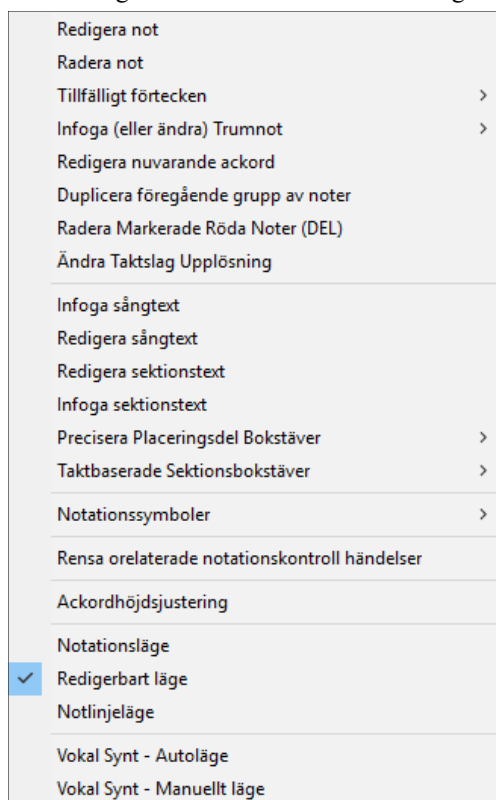 Redigera not
Radera not
Tillfälligt förtecken
Infoga (eller ändra) Trumnot
Redigera nuvarande ackord
Duplicera föregående grupp av noter
Radera Markerade Röda Noter (DEL)
Ändra Taktslag Upplösning
Infoga sångtext
Redigera sångtext
Redigera sektionstext
Infoga sektionstext
Precisera Placeringsdel Bokstäver
Taktbaserade Sektionsbokstäver
Notationssymboler
Rensa orelaterade notationskontroll händelser
Ackordhöjdsjustering
Notationsläge
Redigerbart läge
Notlinjeläge
Vokal Synt - Autoläge
Vokal Synt - Manuellt läge